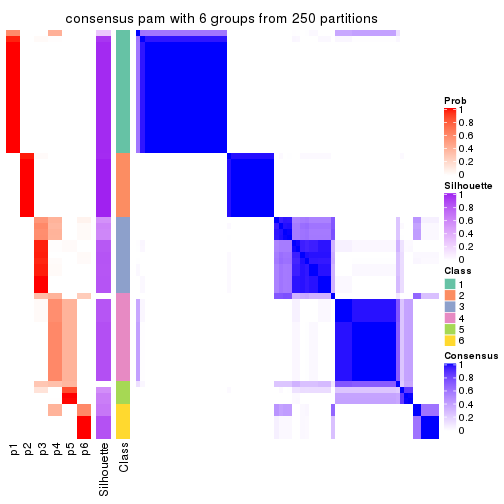 consensus pam with 6 groups from 250 partitions
Prob
1
0.8
0.6
0.4
0.2
0
Silhouette
1
0.8
0.6
0.4
0.2
0
Class
1
2
3
4
5
6
Consensus
1
0.8
0.6
0.4
0.2
0
p1
p2
p3
p4
p5
p6
Silhouette
Class